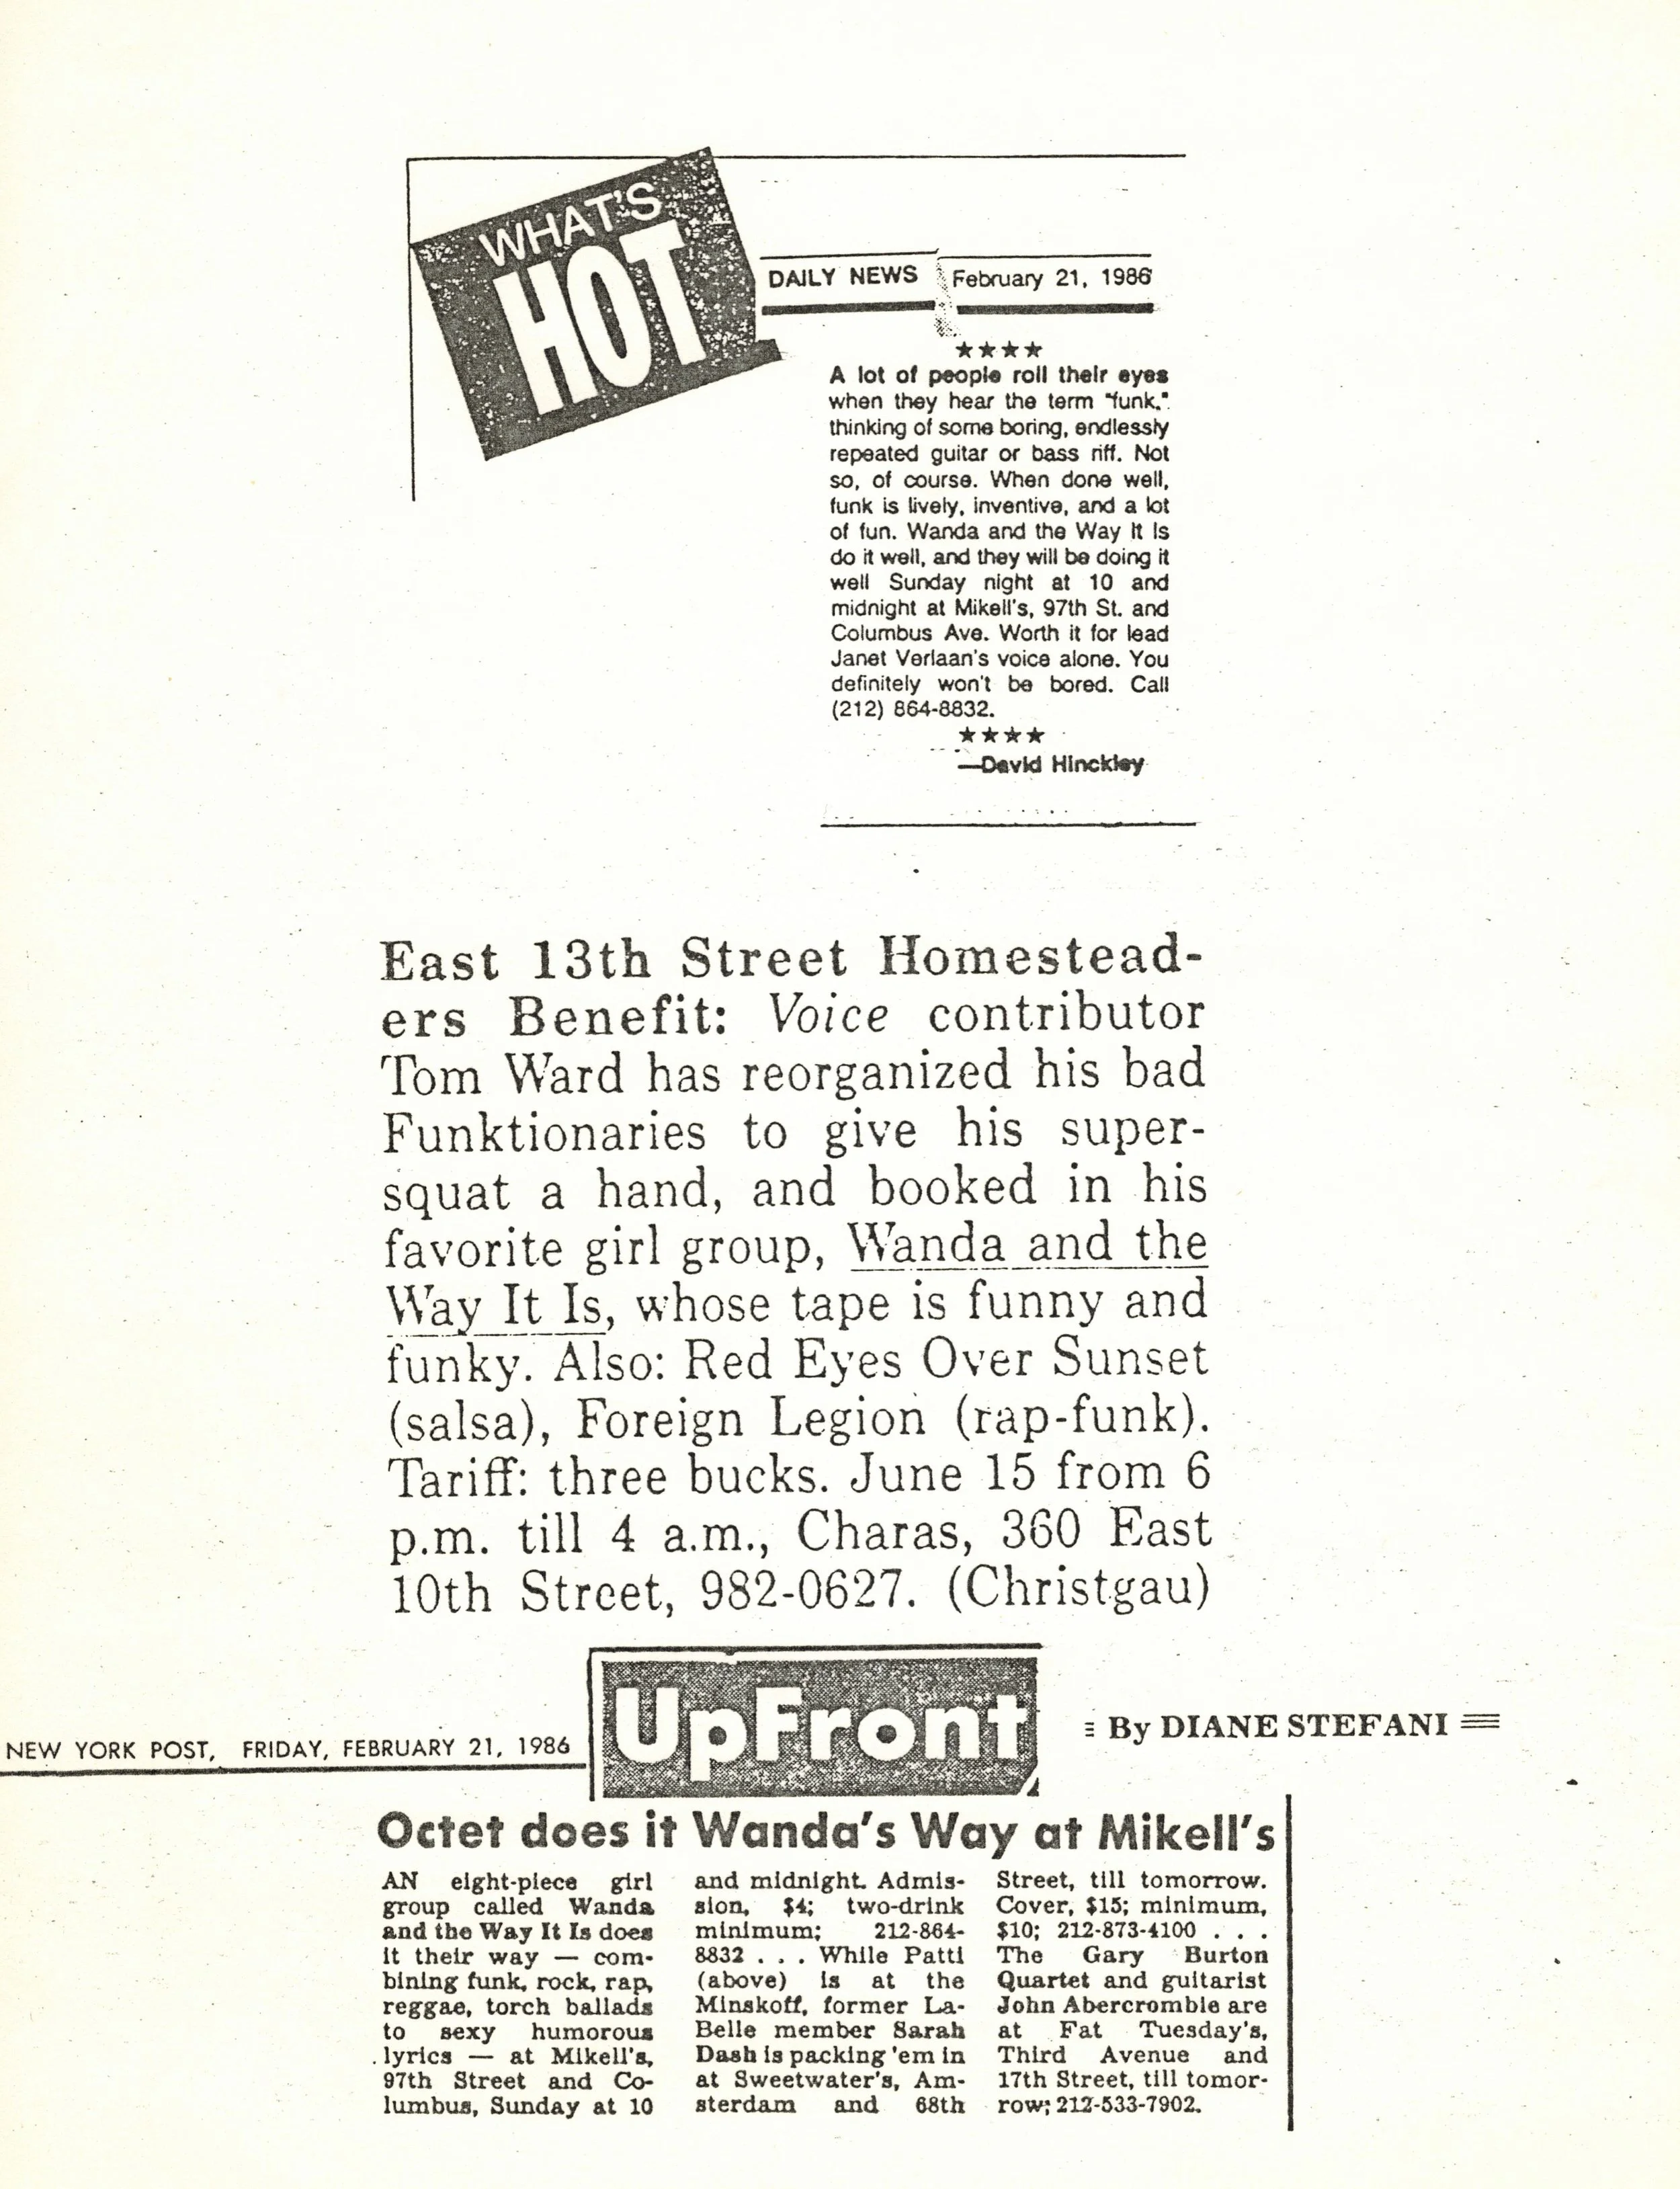 WHAT'S
HOT
DAILY NEWS February 21, 1986
★★★★
A lot of people roll their eyes
when they hear the term "funk,"
thinking of some boring, endlessly
repeated guitar or bass riff. Not
so, of course. When done well,
funk is lively, inventive, and a lot
of fun. Wanda and the Way It Is
do it well, and they will be doing it
well Sunday night at 10 and
midnight at Mikell's, 97th St. and
Columbus Ave. Worth it for lead
Janet Verlaan's voice alone. You
definitely won't be bored. Call
(212) 864-8832.
★★★★
—David Hinckley
East 13th Street Homestead-
ers Benefit: Voice contributor
Tom Ward has reorganized his bad
Funktionaries to give his super-
squat a hand, and booked in his
favorite girl group, Wanda and the
Way It Is, whose tape is funny and
funky. Also: Red Eyes Over Sunset
(salsa), Foreign Legion (rap-funk).
Tariff: three bucks. June 15 from 6
p.m. till 4 a.m., Charas, 360 East
10th Street, 982-0627. (Christgau)
NEW YORK POST, FRIDAY, FEBRUARY 21, 1986
UpFront
By DIANE STEFANI
Octet does it Wanda's Way at Mikell's
AN eight-piece girl
group called Wanda
and the Way It Is does
it their way — com-
bining funk, rock, rap,
reggae, torch ballads
to sexy humorous
lyrics — at Mikell's,
97th Street and Co-
lumbus, Sunday at 10
and midnight. Admis-
sion, $4; two-drink
minimum; 212-864-
8832 . . . While Patti
(above) is at the
Minskoff, former La-
Belle member Sarah
Dash is packing 'em in
at Sweetwater's, Am-
sterdam and 68th
Street, till tomorrow.
Cover, $15; minimum,
$10; 212-873-4100 . . .
The Gary Burton
Quartet and guitarist
John Abercrombie are
at Fat Tuesday's,
Third Avenue and
17th Street, till tomor-
row; 212-533-7902.